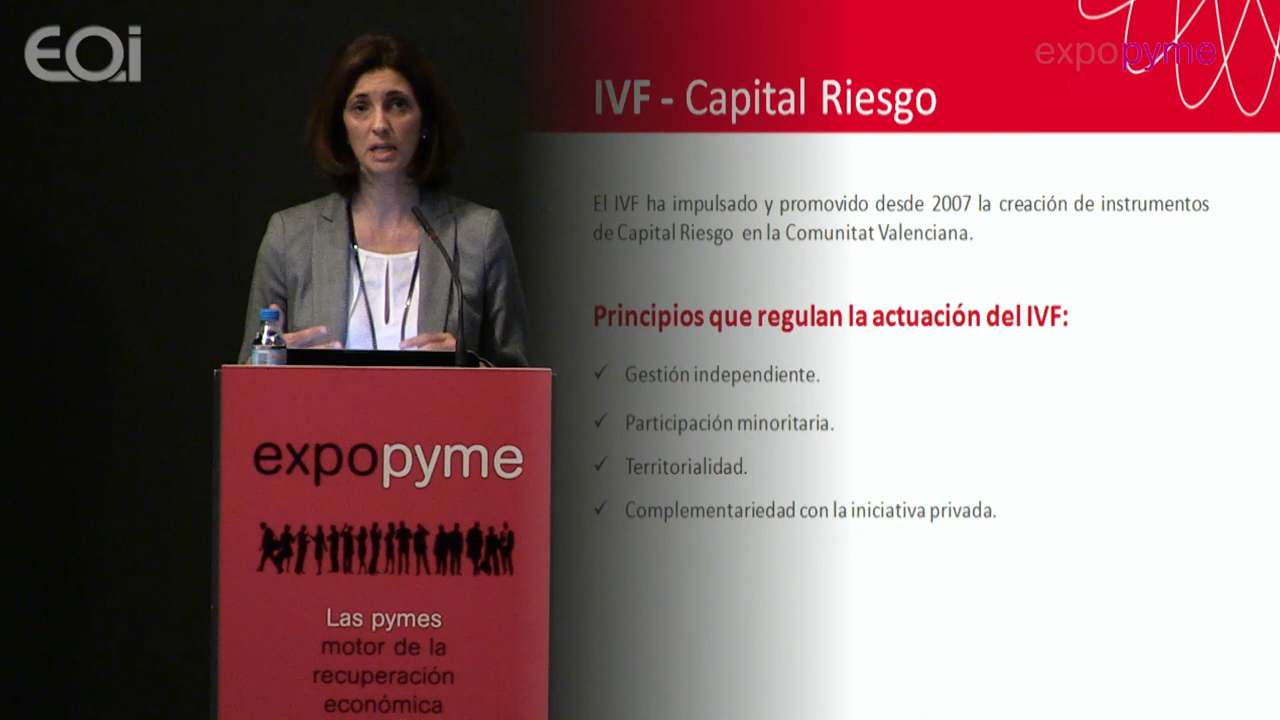 EOi
expopyme
IVF - Capital Riesgo
El IVF ha impulsado y promovido desde 2007 la creación de instrumentos
de Capital Riesgo en la Comunitat Valenciana.
Principios que regulan la actuación del IVF:
✓ Gestión independiente.
✓ Participación minoritaria.
✓ Territorialidad.
✓ Complementariedad con la iniciativa privada.
expopyme
Las pymes
motor de la
recuperación
económica